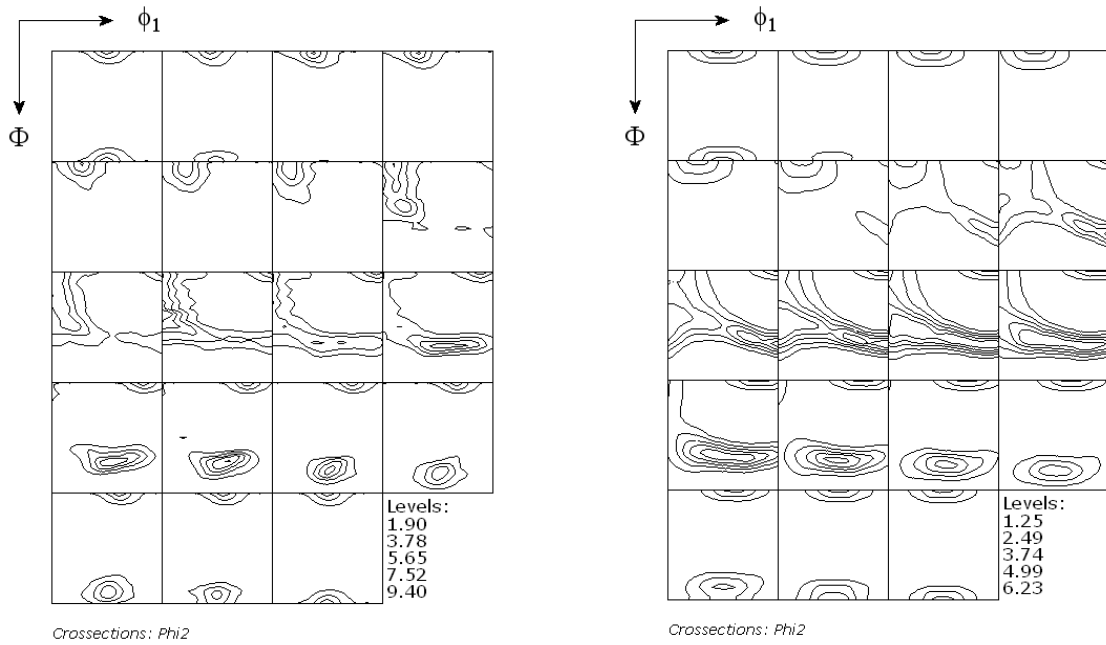 ϕ₁
Φ
Levels:
1.90
3.78
5.65
7.52
9.40
Crossections: Phi2
ϕ₁
Φ
Levels:
1.25
2.49
3.74
4.99
6.23
Crossections: Phi2